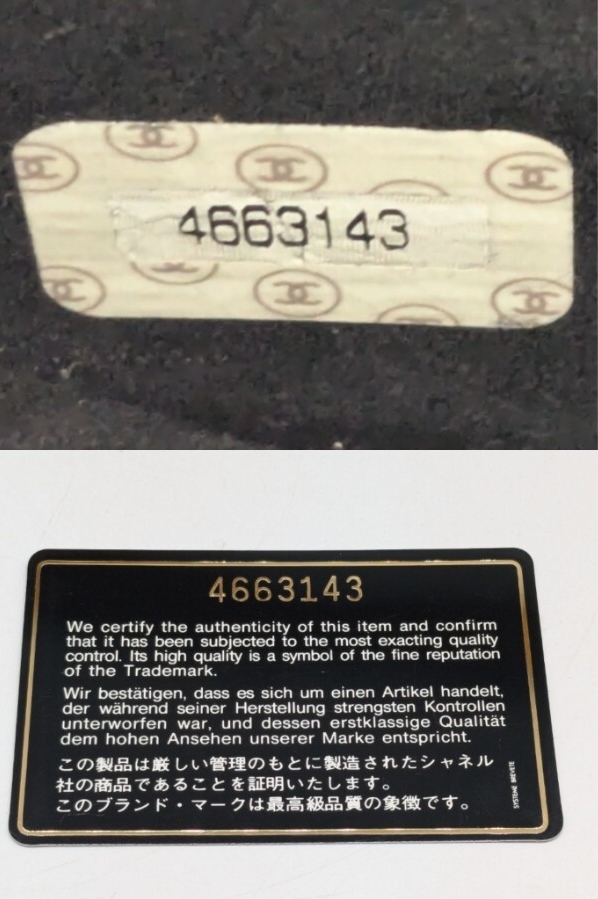 4663143
4663143
We certify the authenticity of this item and confirm
that it has been subjected to the most exacting quality
control. Its high quality is a symbol of the fine reputation
of the Trademark.
Wir bestätigen, dass es sich um einen Artikel handelt,
der während seiner Herstellung strengsten Kontrollen
unterworfen war, und dessen erstklassige Qualität
dem hohen Ansehen unserer Marke entspricht.
この製品は厳しい管理のもとに製造されたシャネル
社の商品であることを証明いたします。
このブランド・マークは最高級品質の象徴です。
SYSTEME BREVETE